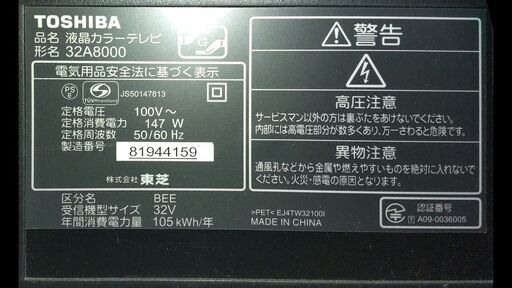 TOSHIBA
品名 液晶カラーテレビ
形名 32A8000
電気用品安全法に基づく表示
PS
E
TÜVRheinland
JS50147813
定格電圧 100V～
定格消費電力 147 W
定格周波数 50/60 Hz
製造番号 81944159
株式会社 東芝
区分名 BEE
受信機型サイズ 32V
年間消費電力量 105 kWh/年
警告
高圧注意
サービスマン以外の方は裏ぶたをあけないでください。
内部には高電圧部分が数多くあり、万一さわると危険です。
異物注意
通風孔などから金属や燃えやすいものを絶対に入れないでください。火災・感電の原因になります。
>PET< EJ4TW32100I
MADE IN CHINA
認証番号
T A09-0036005